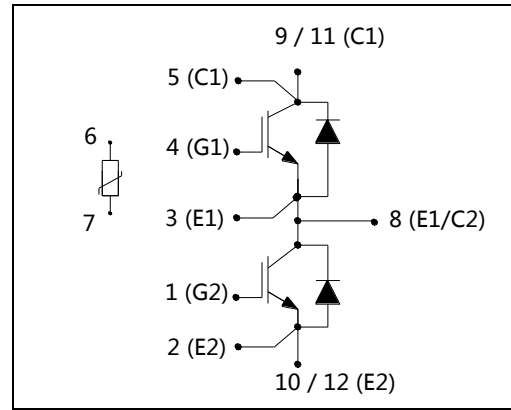 9 / 11 (C1)
5 (C1)
6
4 (G1)
7
3 (E1)
8 (E1/C2)
1 (G2)
2 (E2)
10 / 12 (E2)